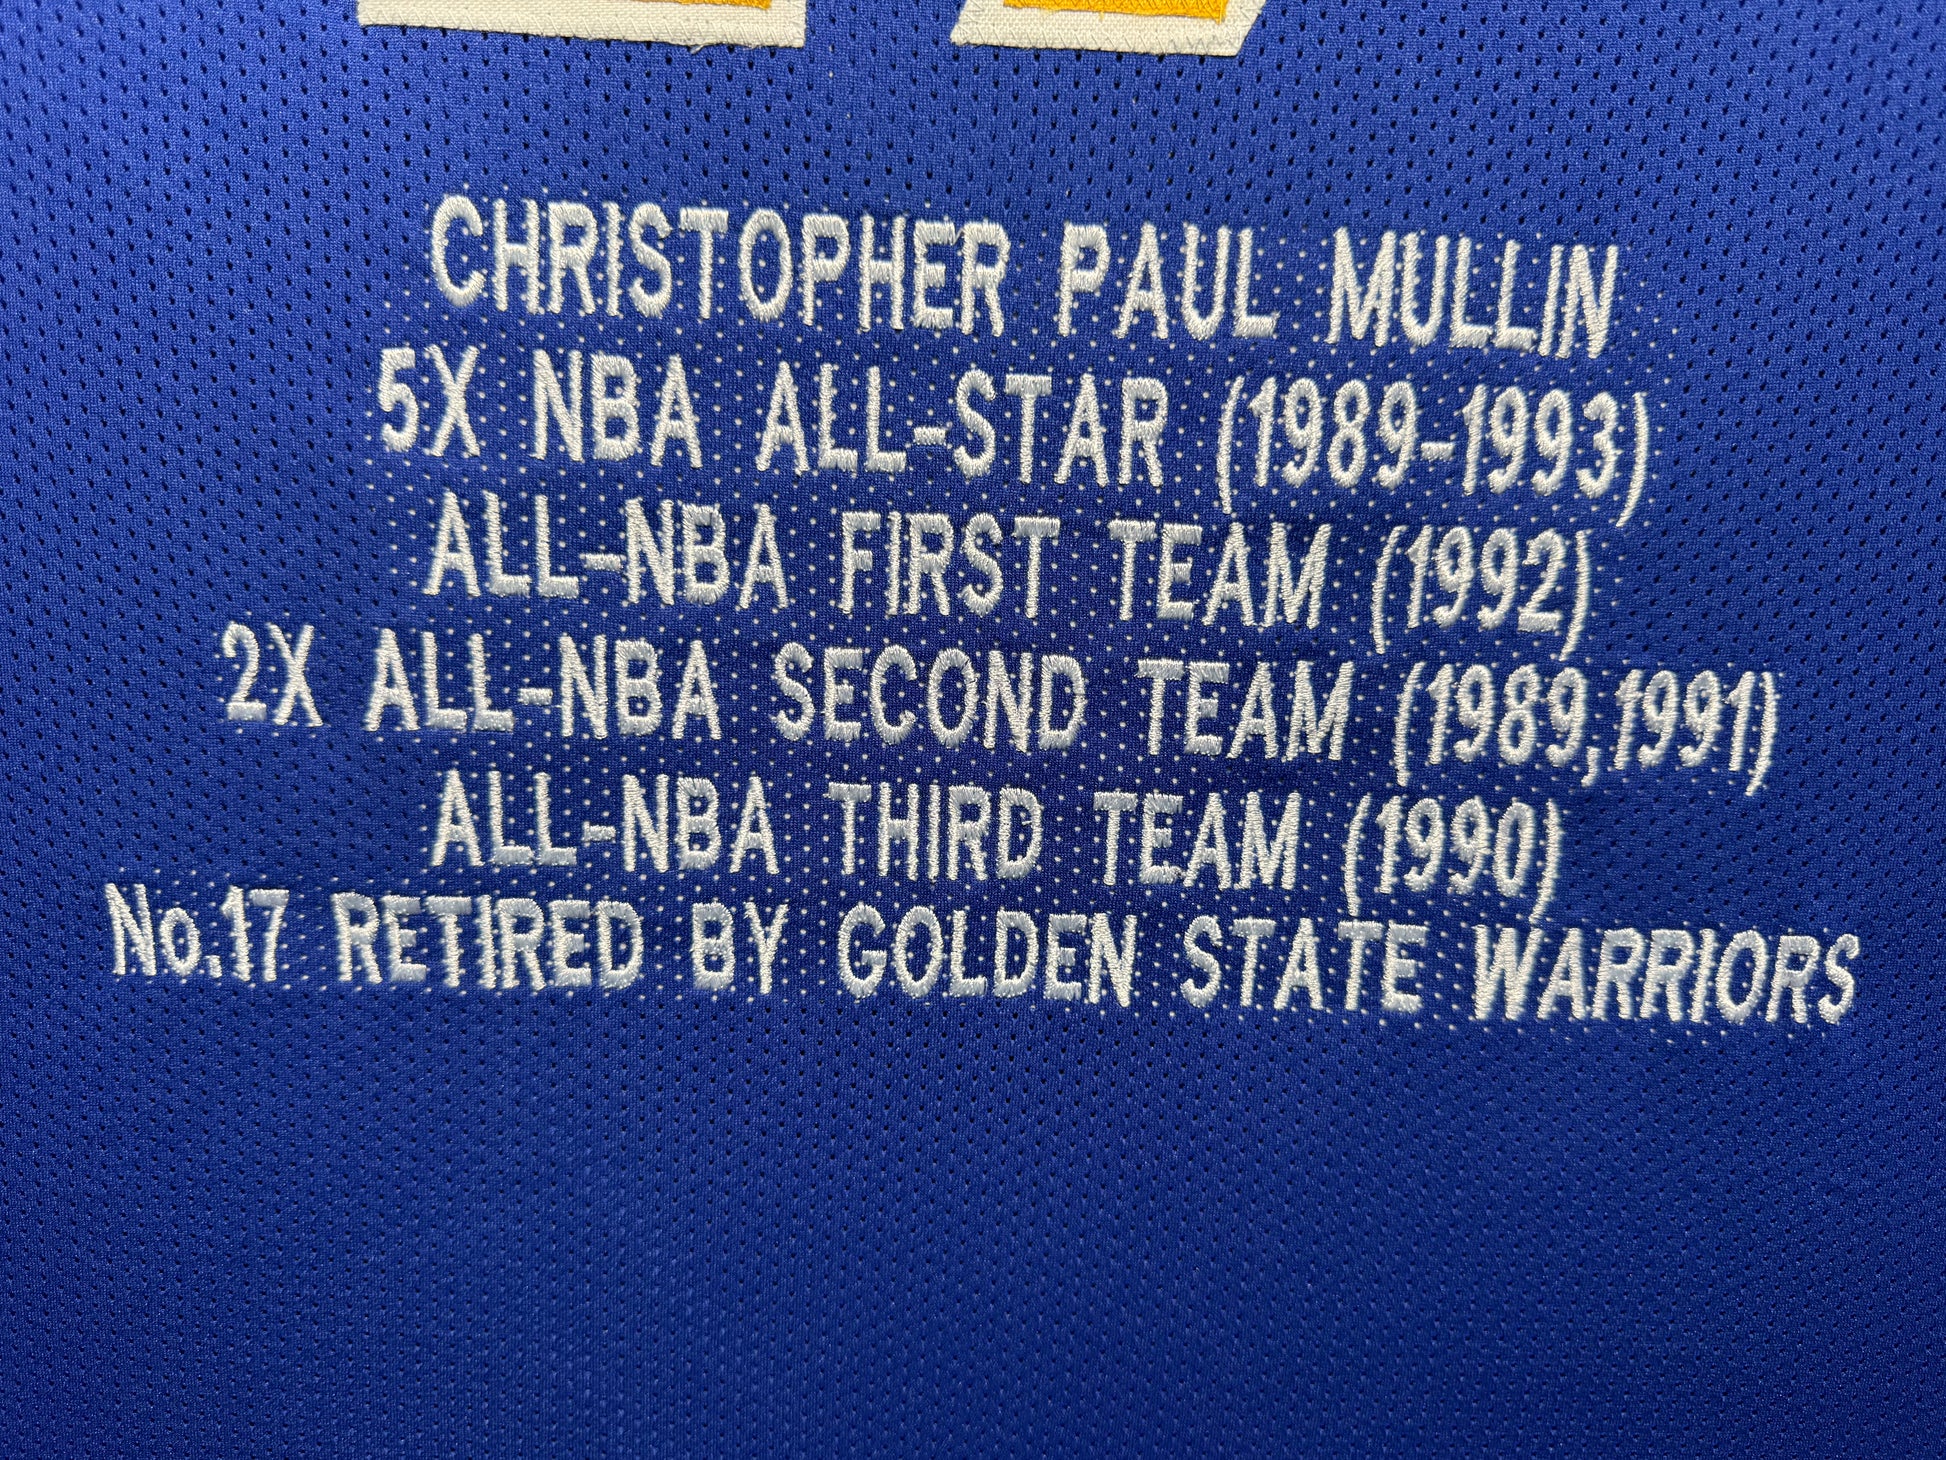 CHRISTOPHER PAUL MULLIN
5X NBA ALL-STAR (1989-1993)
ALL-NBA FIRST TEAM (1992)
2X ALL-NBA SECOND TEAM (1989,1991)
ALL-NBA THIRD TEAM (1990)
No.17 RETIRED BY GOLDEN STATE WARRIORS